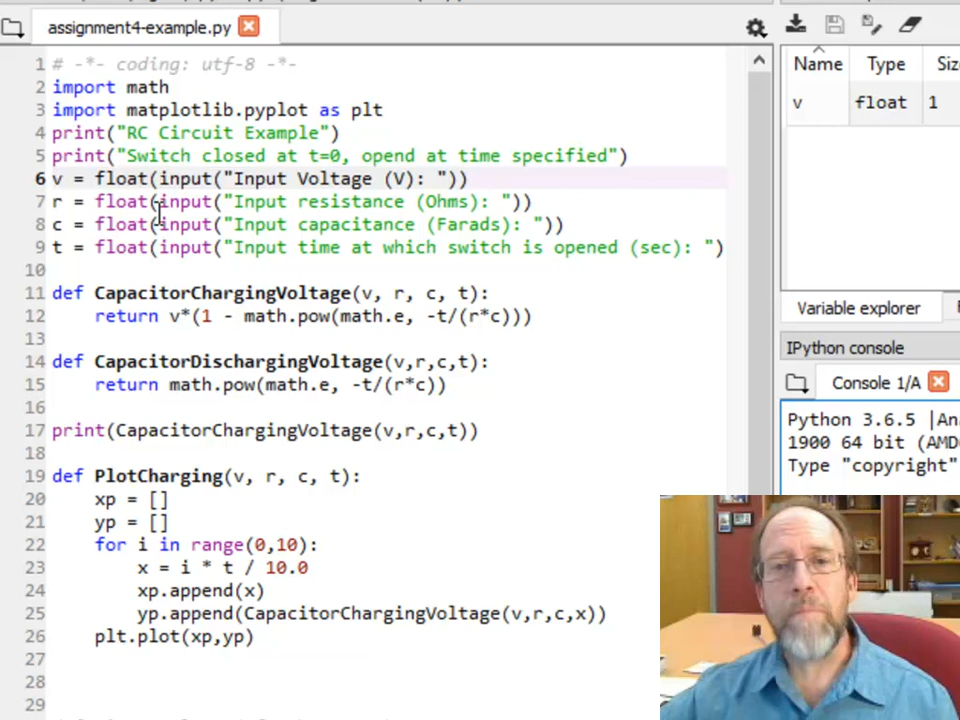 assignment4-example.py
1 # -*- coding: utf-8 -*-
2 import math
3 import matplotlib.pyplot as plt
4 print("RC Circuit Example")
5 print("Switch closed at t=0, opend at time specified")
6 v = float(input("Input Voltage (V): "))
7 r = float(input("Input resistance (Ohms): "))
8 c = float(input("Input capacitance (Farads): "))
9 t = float(input("Input time at which switch is opened (sec): ")
10
11 def CapacitorChargingVoltage(v, r, c, t):
12 return v*(1 - math.pow(math.e, -t/(r*c)))
13
14 def CapacitorDischargingVoltage(v,r,c,t):
15 return math.pow(math.e, -t/(r*c))
16
17 print(CapacitorChargingVoltage(v,r,c,t))
18
19 def PlotCharging(v, r, c, t):
20 xp = []
21 yp = []
22 for i in range(0,10):
23 x = i * t / 10.0
24 xp.append(x)
25 yp.append(CapacitorChargingVoltage(v,r,c,x))
26 plt.plot(xp,yp)
27
28
29
Name Type Siz
v float 1
Variable explorer
IPython console
Console 1/A
Python 3.6.5 |An
1900 64 bit (AMD
Type "copyright"